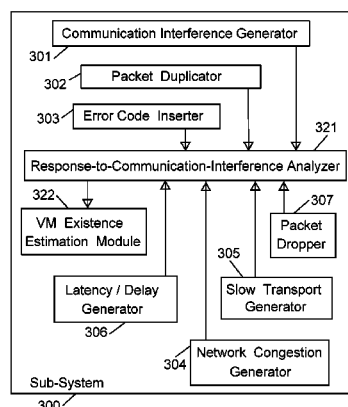 Communication Interference Generator
301
302
Packet Duplicator
303
Error Code Inserter
321
Response-to-Communication-Interference Analyzer
322
VM Existence
Estimation Module
307
Packet
Dropper
305
Latency / Delay
Generator
306
Slow Transport
Generator
304
Network Congestion
Generator
Sub-System
300